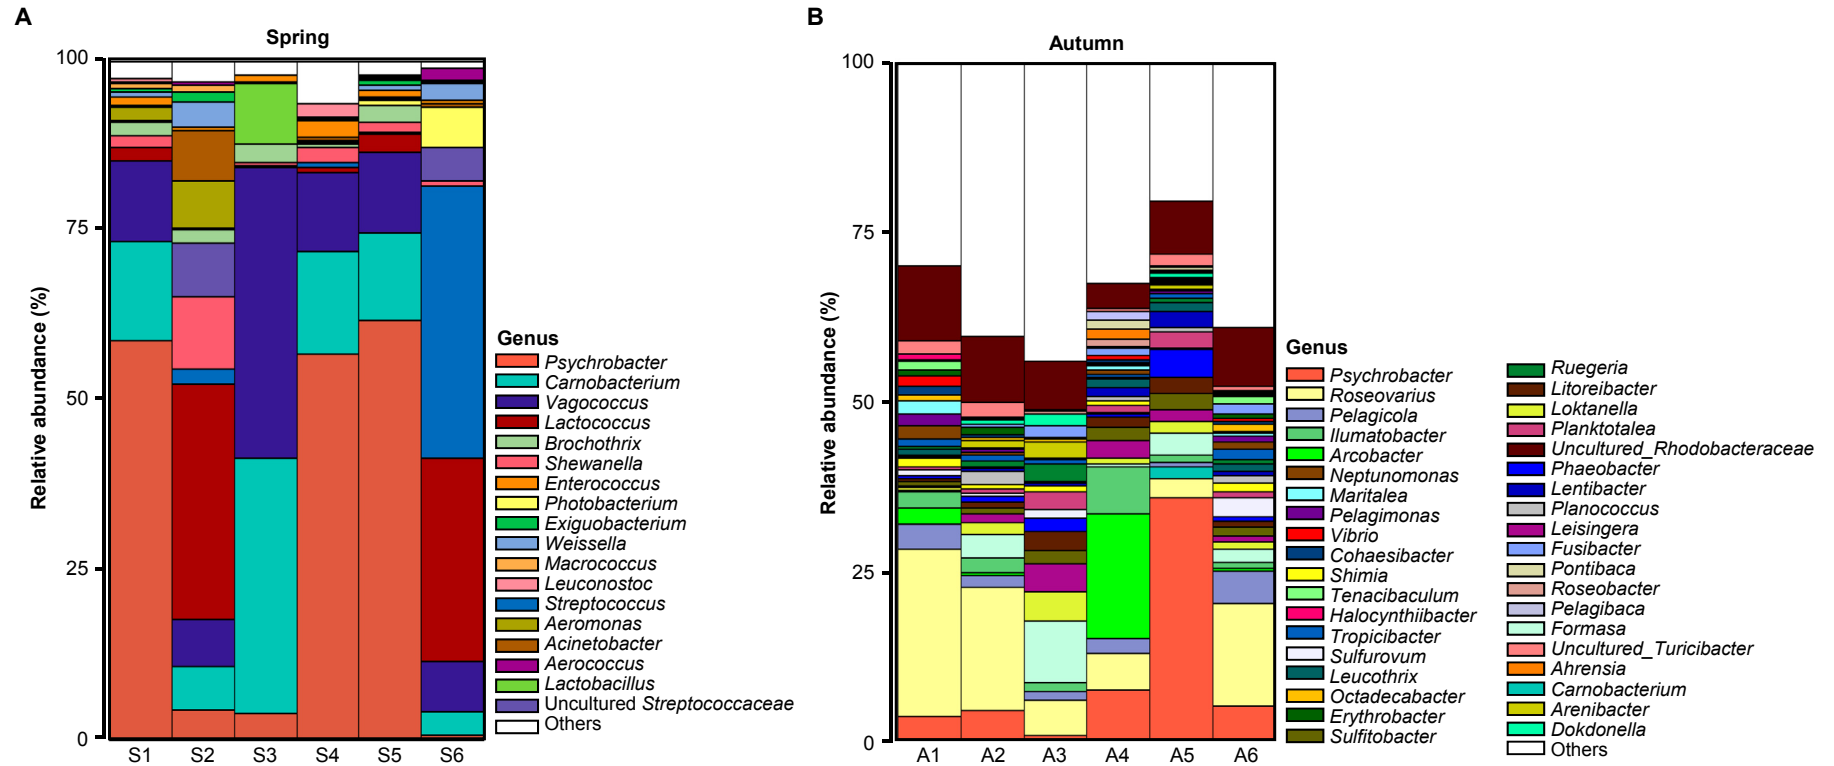 A
Spring
Relative abundance (%)
100
75
50
25
0
S1 S2 S3 S4 S5 S6
Genus
Psychrobacter
Carnobacterium
Vagococcus
Lactococcus
Brochothrix
Shewanella
Enterococcus
Photobacterium
Exiguobacterium
Weissella
Macrococcus
Leuconostoc
Streptococcus
Aeromonas
Acinetobacter
Aerococcus
Lactobacillus
Uncultured Streptococcaceae
Others
B
Autumn
Relative abundance (%)
100
75
50
25
0
A1 A2 A3 A4 A5 A6
Genus
Psychrobacter
Roseovarius
Pelagicola
Ilumatobacter
Arcobacter
Neptunomonas
Maritalea
Pelagimonas
Vibrio
Cohaesibacter
Shimia
Tenacibaculum
Halocynthiibacter
Tropicibacter
Sulfurovum
Leucothrix
Octadecabacter
Erythrobacter
Sulfitobacter
Ruegeria
Litoreibacter
Loktanella
Planktotalea
Uncultured_Rhodobacteraceae
Phaeobacter
Lentibacter
Planococcus
Leisingera
Fusibacter
Pontibaca
Roseobacter
Pelagibaca
Formasa
Uncultured_Turicibacter
Ahrensia
Carnobacterium
Arenibacter
Dokdonella
Others